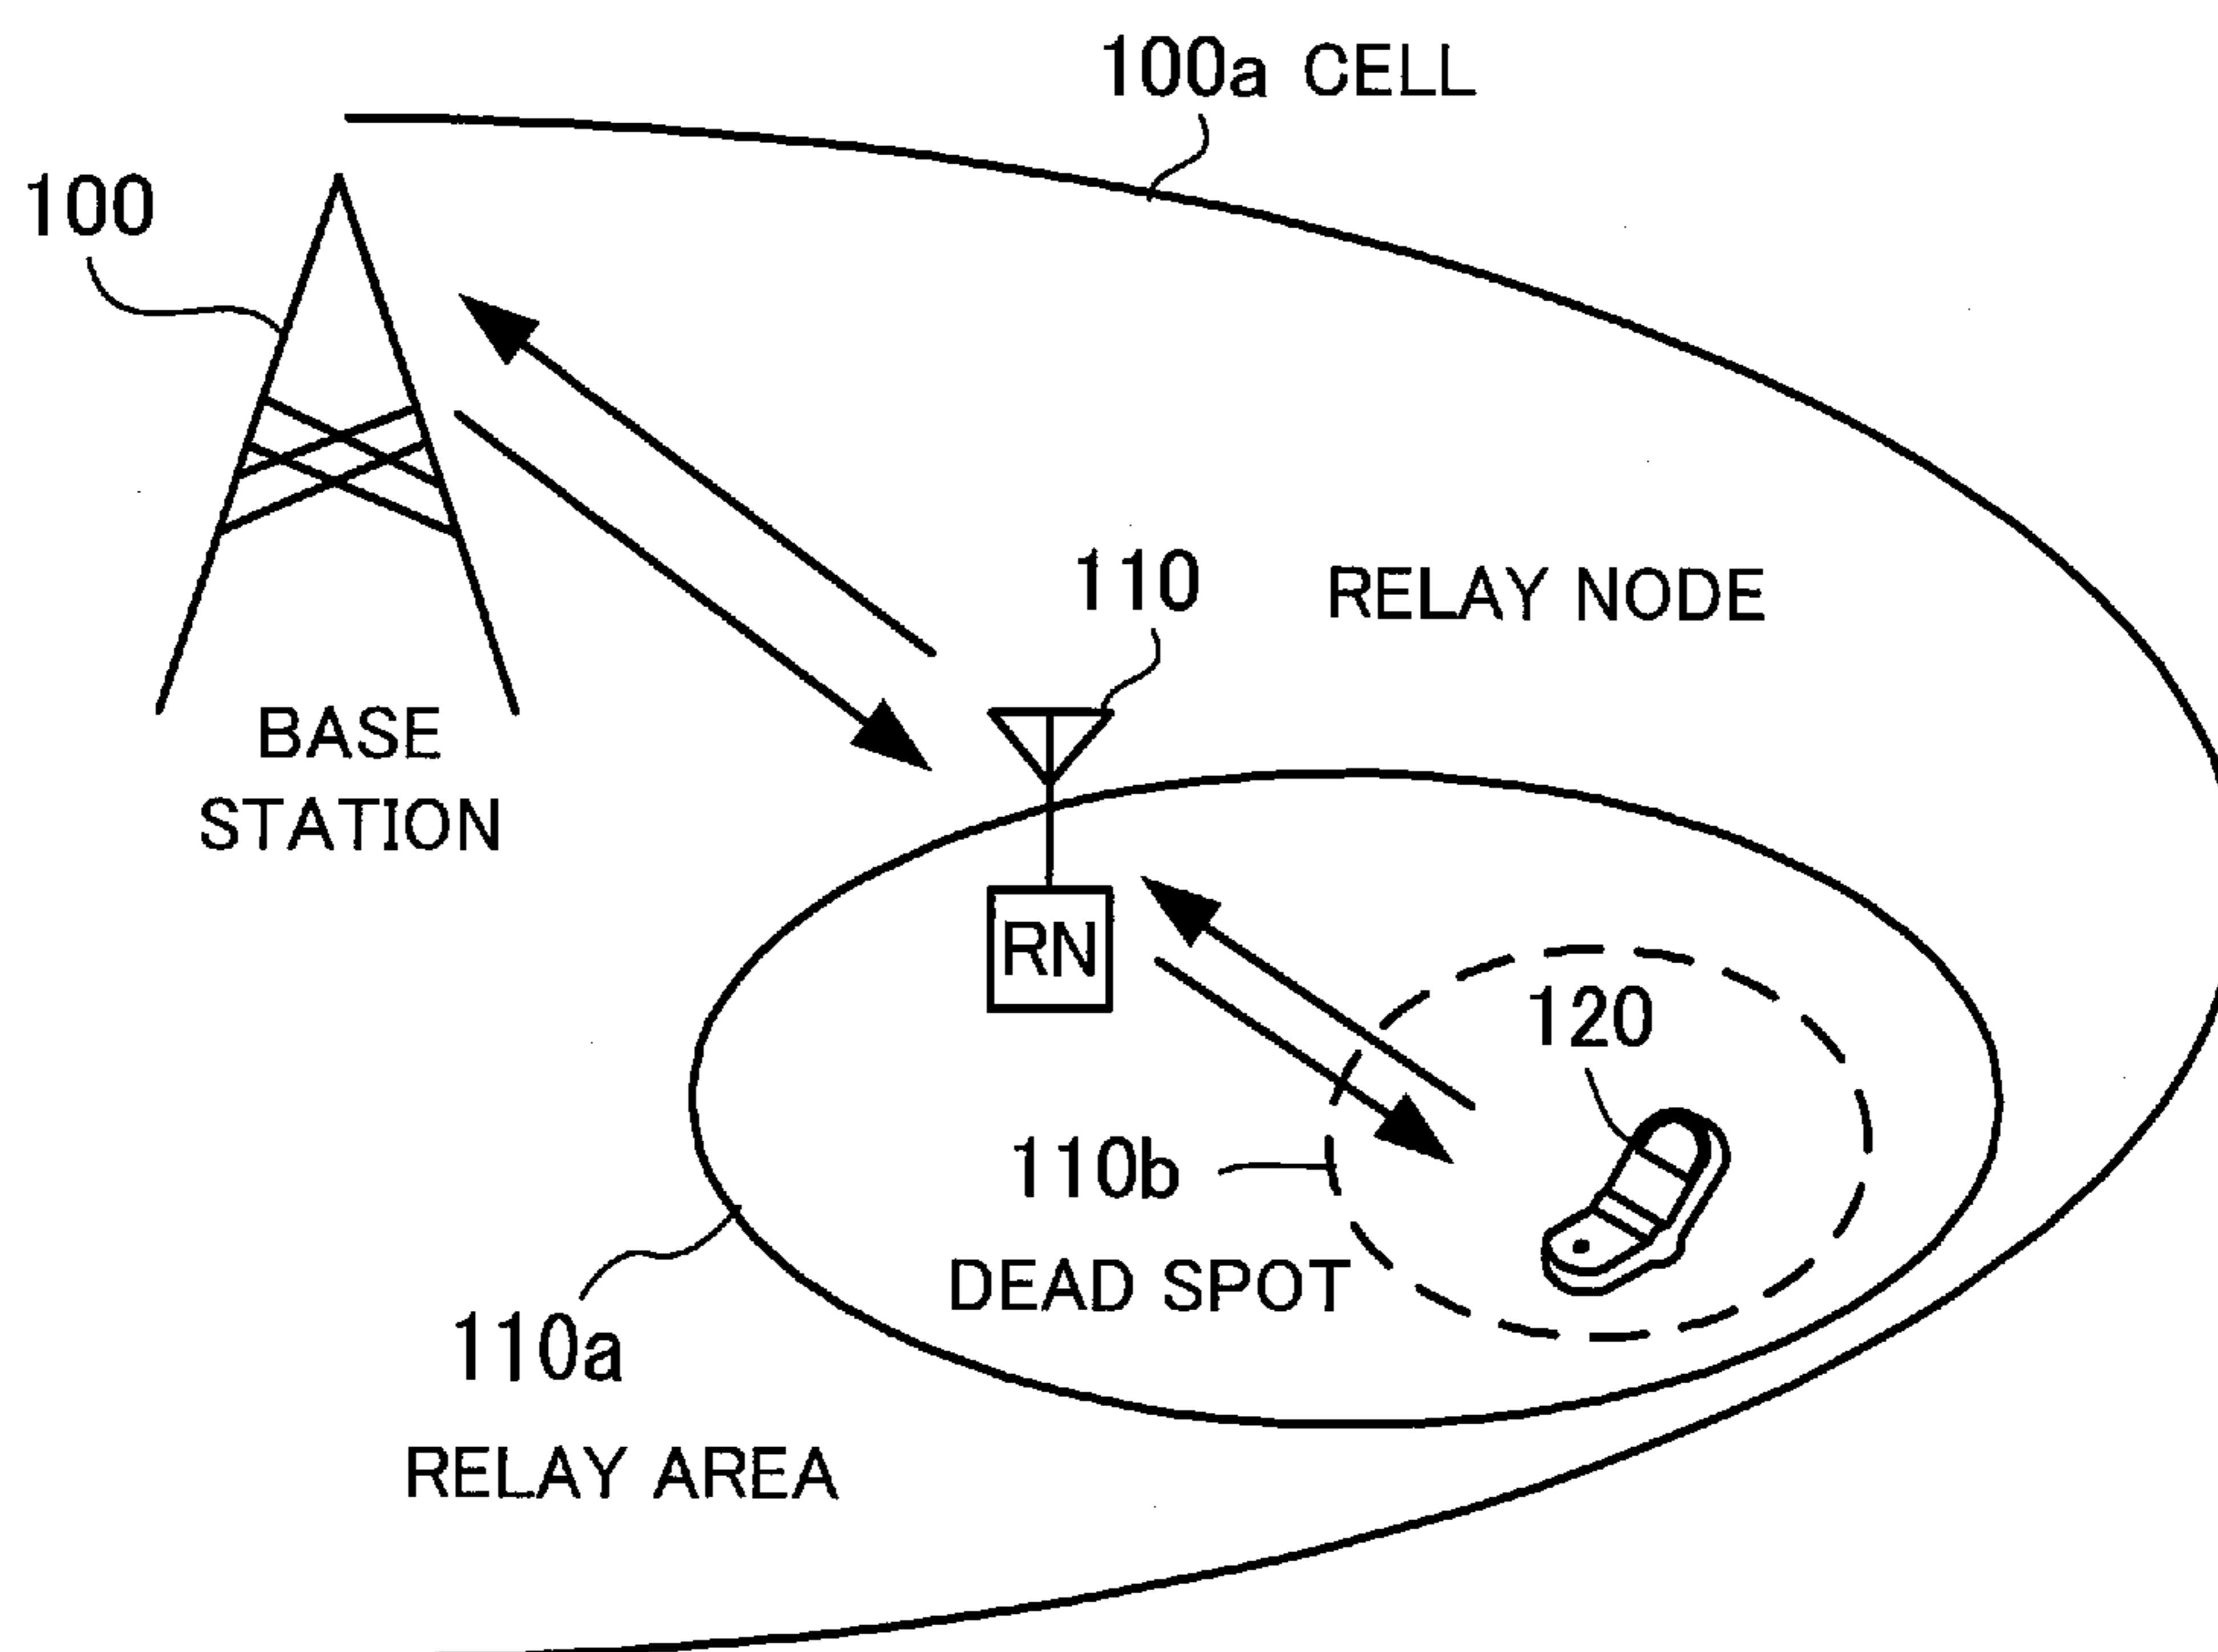 100a CELL
100
110
RELAY NODE
BASE
STATION
RN
120
110b
DEAD SPOT
110a
RELAY AREA